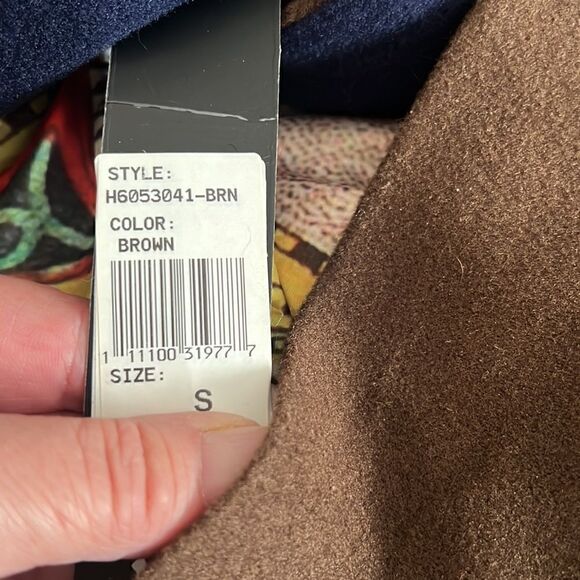 STYLE:
H6053041-BRN
COLOR:
BROWN
1 11100 31977 7
SIZE:
S